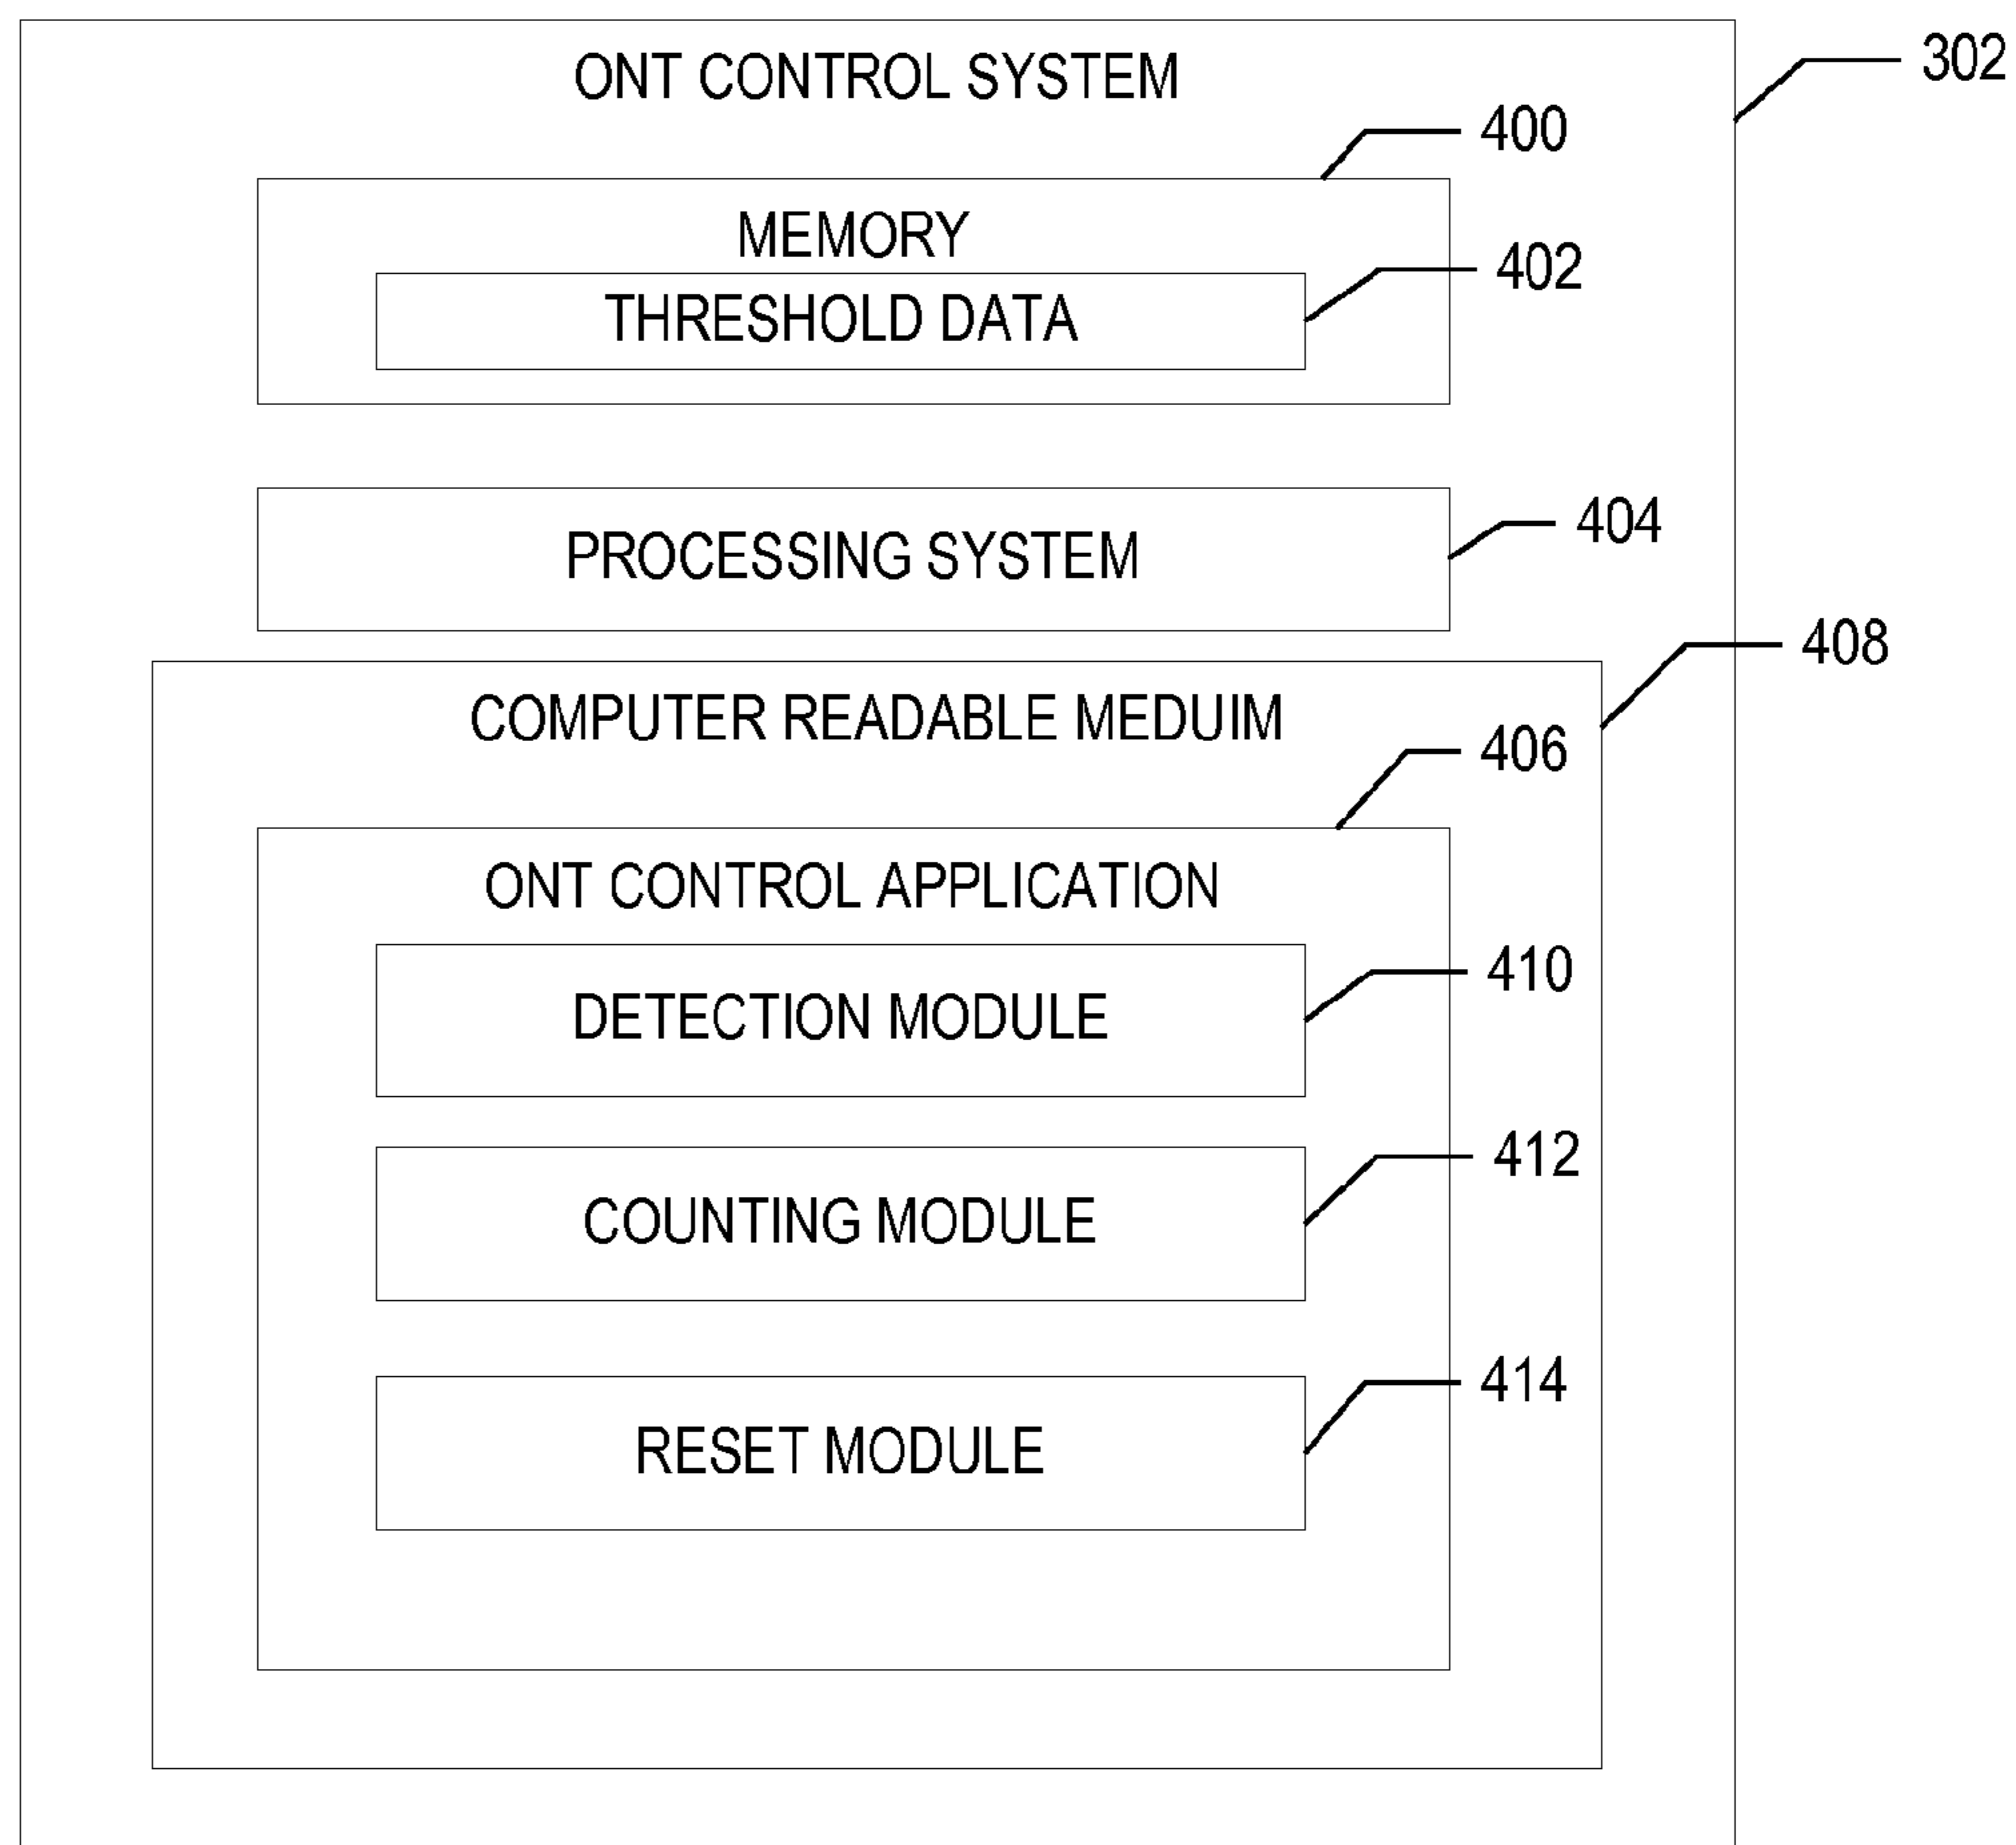 ONT CONTROL SYSTEM
302
400
MEMORY
402
THRESHOLD DATA
PROCESSING SYSTEM
404
408
COMPUTER READABLE MEDUIM
406
ONT CONTROL APPLICATION
410
DETECTION MODULE
412
COUNTING MODULE
414
RESET MODULE